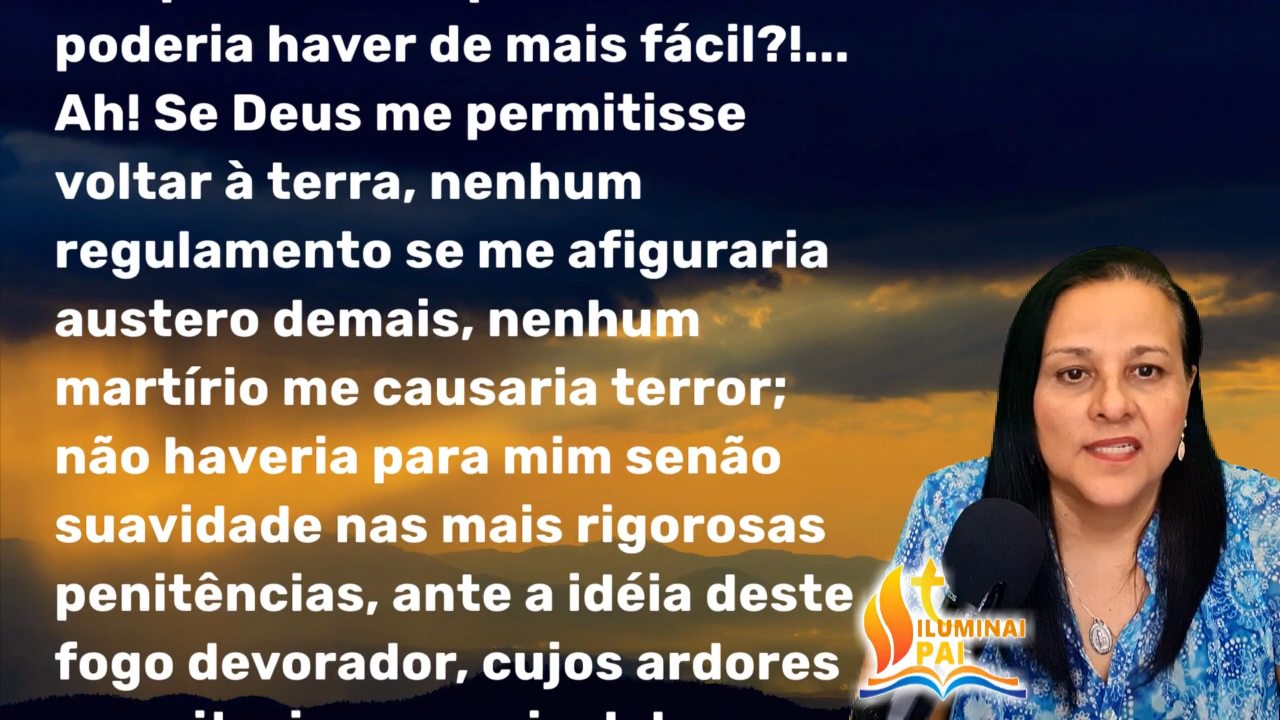 poderia haver de mais fácil?!...
Ah! Se Deus me permitisse
voltar à terra, nenhum
regulamento se me afiguraria
austero demais, nenhum
martírio me causaria terror;
não haveria para mim senão
suavidade nas mais rigorosas
penitências, ante a idéia deste
fogo devorador, cujos ardores
ILUMINAI
PAI